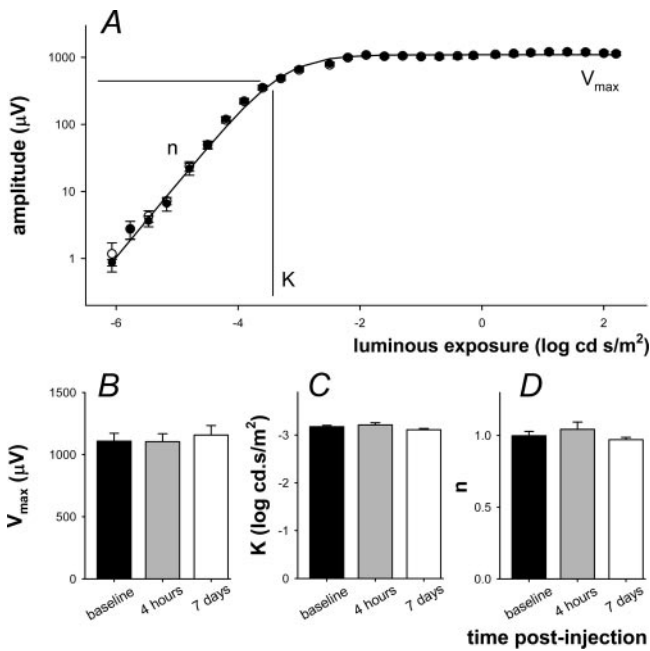 A
amplitude (μV)
1000
100
10
1
n
K
V_max
-6 -4 -2 0 2
luminous exposure (log cd s/m²)
B
V_max (μV)
1500
1000
500
0
baseline 4 hours 7 days
C
K (log cd.s/m²)
-3
-2
-1
0
baseline 4 hours 7 days
D
n
1.0
0.5
0.0
baseline 4 hours 7 days
time post-injection